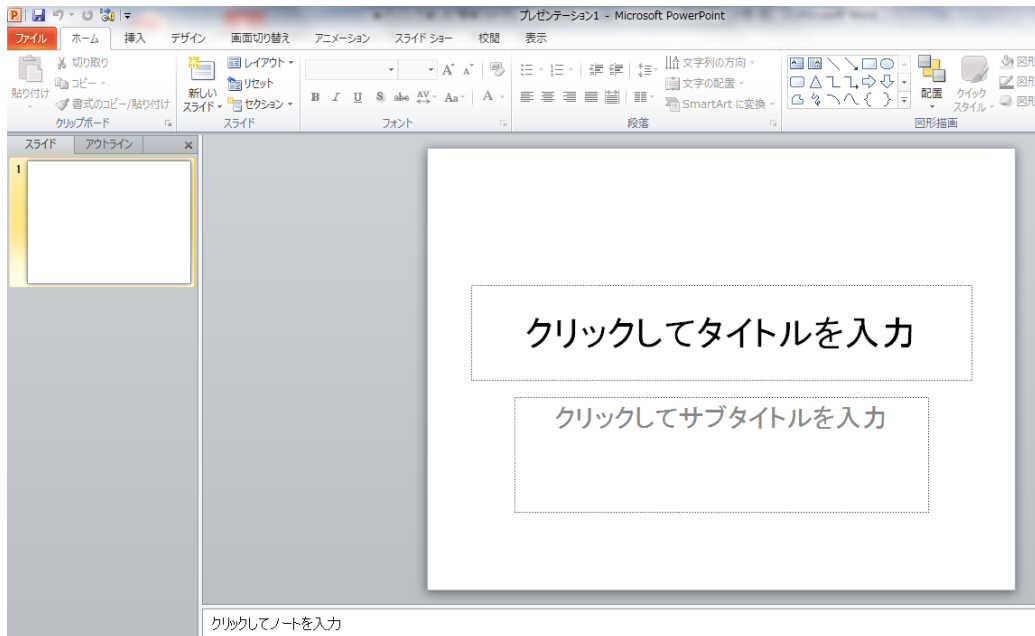 プレゼンテーション1 - Microsoft PowerPoint
ファイル ホーム 挿入 デザイン 画面切り替え アニメーション スライド ショー 校閲 表示
切り取り
コピー
書式のコピー/貼り付け
貼り付け
クリップボード
新しい
スライド
レイアウト
リセット
セクション
スライド
B I U S abc AV Aa A
A A
フォント
文字列の方向
文字の配置
SmartArt に変換
段落
配置
クイック
スタイル
図形
図形
図形
図形描画
スライド アウトライン
1
クリックしてタイトルを入力
クリックしてサブタイトルを入力
クリックしてノートを入力